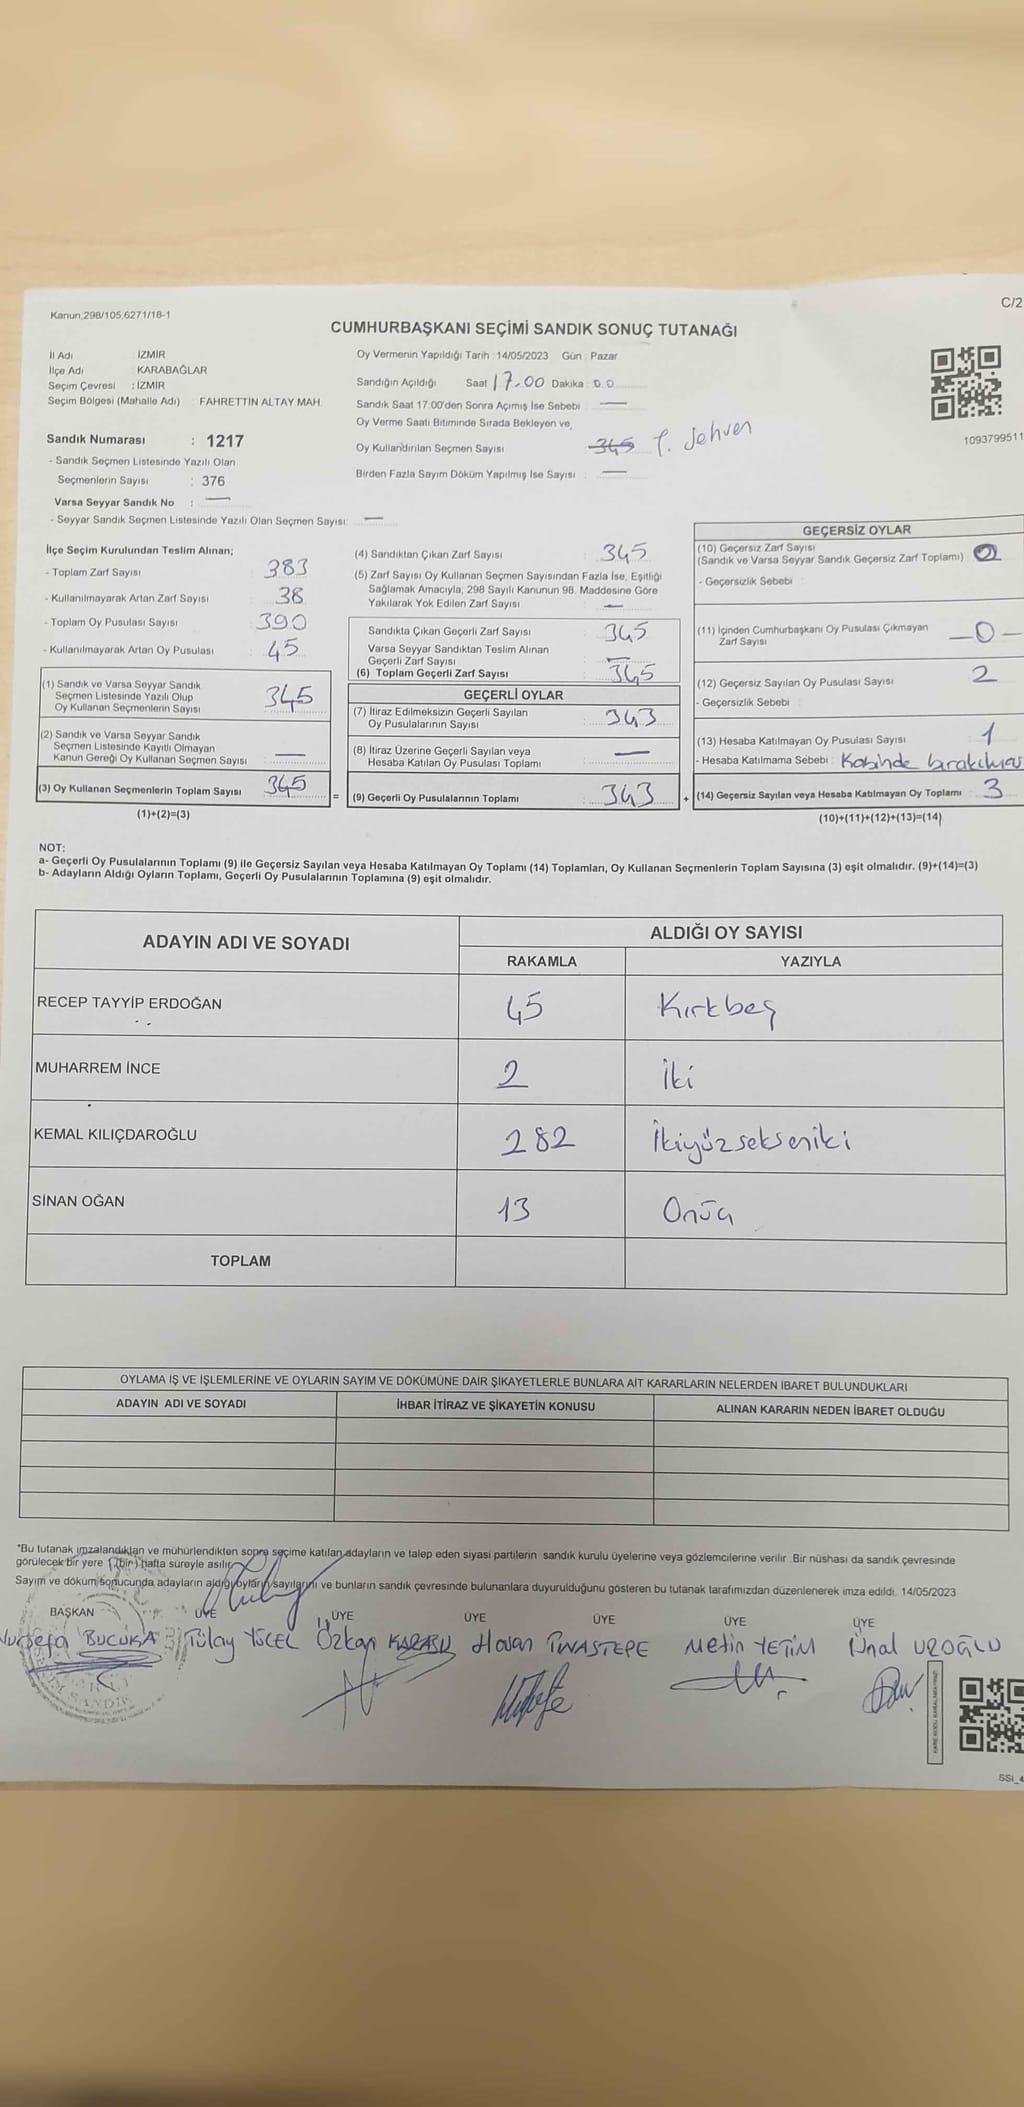 C/2
Kanun,298/105,6271/18-1
CUMHURBAŞKANI SEÇİMİ SANDIK SONUÇ TUTANAĞI
İl Adı : İZMİR
İlçe Adı : KARABAĞLAR
Seçim Çevresi : İZMİR
Seçim Bölgesi (Mahalle Adı) : FAHRETTİN ALTAY MAH.
Sandık Numarası : 1217
- Sandık Seçmen Listesinde Yazılı Olan
Seçmenlerin Sayısı : 376
Varsa Seyyar Sandık No : —
- Seyyar Sandık Seçmen Listesinde Yazılı Olan Seçmen Sayısı: —
Oy Vermenin Yapıldığı Tarih : 14/05/2023 Gün : Pazar
Sandığın Açıldığı Saat 17.00 Dakika : 0.0
Sandık Saat 17:00'den Sonra Açımış İse Sebebi : —
Oy Verme Saati Bitiminde Sırada Bekleyen ve,
Oy Kullandırılan Seçmen Sayısı : 345 Sehven
Birden Fazla Sayım Döküm Yapılmış İse Sayısı : —
1093799511
İlçe Seçim Kurulundan Teslim Alınan;
- Toplam Zarf Sayısı : 383
- Kullanılmayarak Artan Zarf Sayısı : 38
- Toplam Oy Pusulası Sayısı : 390
- Kullanılmayarak Artan Oy Pusulası : 45
(1) Sandık ve Varsa Seyyar Sandık
Seçmen Listesinde Yazılı Olup
Oy Kullanan Seçmenlerin Sayısı : 345
(2) Sandık ve Varsa Seyyar Sandık
Seçmen Listesinde Kayıtlı Olmayan
Kanun Gereği Oy Kullanan Seçmen Sayısı : —
(3) Oy Kullanan Seçmenlerin Toplam Sayısı : 345
(1)+(2)=(3)
(4) Sandıktan Çıkan Zarf Sayısı : 345
(5) Zarf Sayısı Oy Kullanan Seçmen Sayısından Fazla İse, Eşitliği
Sağlamak Amacıyla; 298 Sayılı Kanunun 98. Maddesine Göre
Yakılarak Yok Edilen Zarf Sayısı : —
Sandıkta Çıkan Geçerli Zarf Sayısı : 345
Varsa Seyyar Sandıktan Teslim Alınan
Geçerli Zarf Sayısı : —
(6) Toplam Geçerli Zarf Sayısı : 345
GEÇERLİ OYLAR
(7) İtiraz Edilmeksizin Geçerli Sayılan
Oy Pusulalarının Sayısı : 343
(8) İtiraz Üzerine Geçerli Sayılan veya
Hesaba Katılan Oy Pusulası Toplamı : —
= (9) Geçerli Oy Pusulalarının Toplamı : 343
GEÇERSİZ OYLAR
(10) Geçersiz Zarf Sayısı
(Sandık ve Varsa Seyyar Sandık Geçersiz Zarf Toplamı) :
- Geçersizlik Sebebi :
(11) İçinden Cumhurbaşkanı Oy Pusulası Çıkmayan
Zarf Sayısı : —0—
(12) Geçersiz Sayılan Oy Pusulası Sayısı : 2
- Geçersizlik Sebebi :
(13) Hesaba Katılmayan Oy Pusulası Sayısı : 1
- Hesaba Katılmama Sebebi : Kabinde bırakılması
+ (14) Geçersiz Sayılan veya Hesaba Katılmayan Oy Toplamı : 3
(10)+(11)+(12)+(13)=(14)
NOT:
a- Geçerli Oy Pusulalarının Toplamı (9) ile Geçersiz Sayılan veya Hesaba Katılmayan Oy Toplamı (14) Toplamları, Oy Kullanan Seçmenlerin Toplam Sayısına (3) eşit olmalıdır. (9)+(14)=(3)
b- Adayların Aldığı Oyların Toplamı, Geçerli Oy Pusulalarının Toplamına (9) eşit olmalıdır.
ADAYIN ADI VE SOYADI
ALDIĞI OY SAYISI
RAKAMLA YAZIYLA
RECEP TAYYİP ERDOĞAN 45 Kırkbeş
MUHARREM İNCE 2 İki
KEMAL KILIÇDAROĞLU 282 İkiyüzsekseniki
SİNAN OĞAN 13 Onüç
TOPLAM
OYLAMA İŞ VE İŞLEMLERİNE VE OYLARIN SAYIM VE DÖKÜMÜNE DAİR ŞİKAYETLERLE BUNLARA AİT KARARLARIN NELERDEN İBARET BULUNDUKLARI
ADAYIN ADI VE SOYADI İHBAR İTİRAZ VE ŞİKAYETİN KONUSU ALINAN KARARIN NEDEN İBARET OLDUĞU
*Bu tutanak imzalandıktan ve mühürlendikten sonra seçime katılan adayların ve talep eden siyasi partilerin sandık kurulu üyelerine veya gözlemcilerine verilir. Bir nüshası da sandık çevresinde
görülecek bir yere 1 (bir) hafta süreyle asılır.
Sayım ve döküm sonucunda adayların aldığı oyların sayılarını ve bunların sandık çevresinde bulunanlara duyurulduğunu gösteren bu tutanak tarafımızdan düzenlenerek imza edildi. 14/05/2023
BAŞKAN ÜYE ÜYE ÜYE ÜYE ÜYE ÜYE
BUCUKA Tülay YÜCEL Özkan KARASU Hasan Metin YETİM Ünal
KARE KODU KARALAMAYINIZ
SANDIK